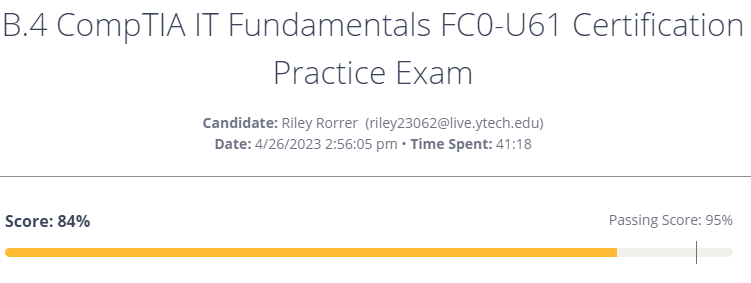 B.4 CompTIA IT Fundamentals FC0-U61 Certification
Practice Exam
Candidate: Riley Rorrer (riley23062@live.ytech.edu)
Date: 4/26/2023 2:56:05 pm • Time Spent: 41:18
Score: 84% Passing Score: 95%